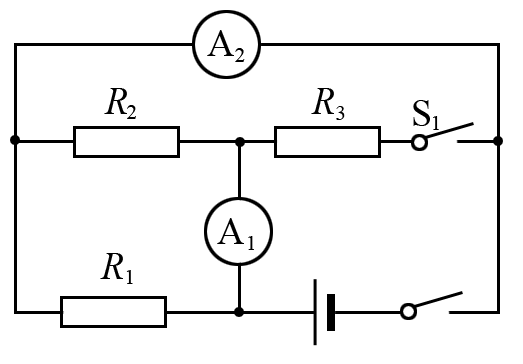 A₂
R₂ R₃ S₁
A₁
R₁